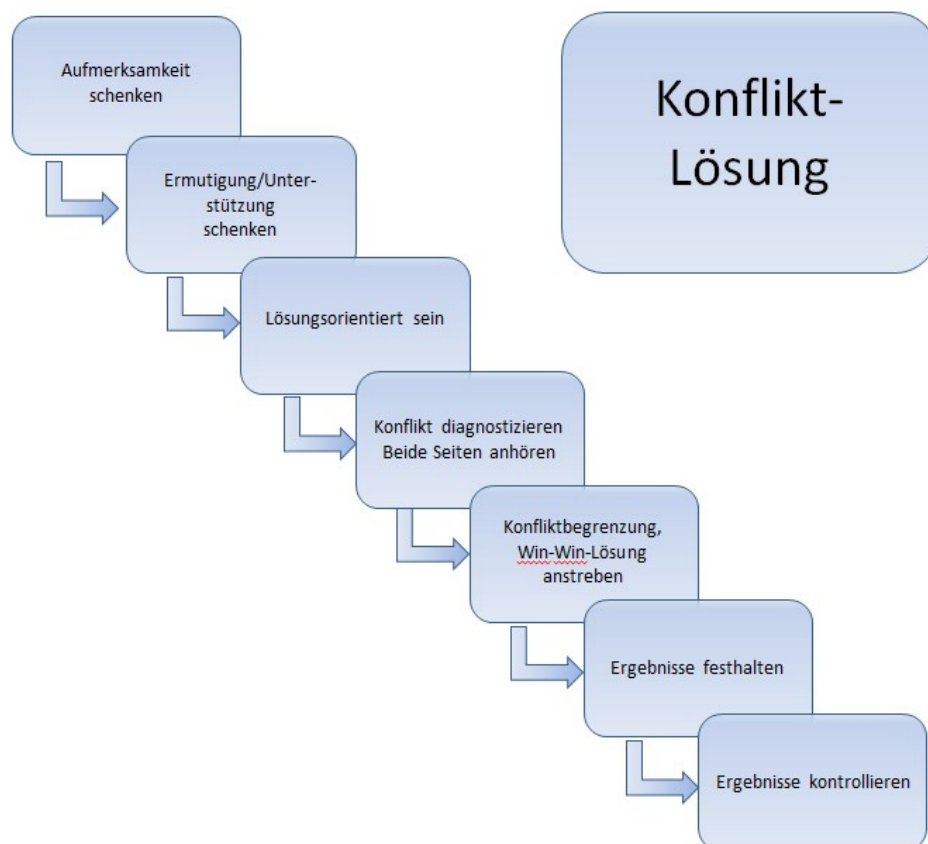 Konflikt-
Lösung
Aufmerksamkeit
schenken
Ermutigung/Unter-
stützung
schenken
Lösungsorientiert sein
Konflikt diagnostizieren
Beide Seiten anhören
Konfliktbegrenzung,
Win-Win-Lösung
anstreben
Ergebnisse festhalten
Ergebnisse kontrollieren